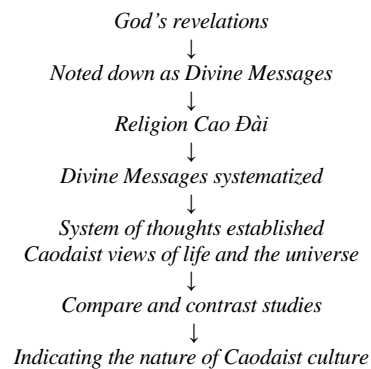 God’s revelations
↓
Noted down as Divine Messages
↓
Religion Cao Đài
↓
Divine Messages systematized
↓
System of thoughts established
Caodaist views of life and the universe
↓
Compare and contrast studies
↓
Indicating the nature of Caodaist culture